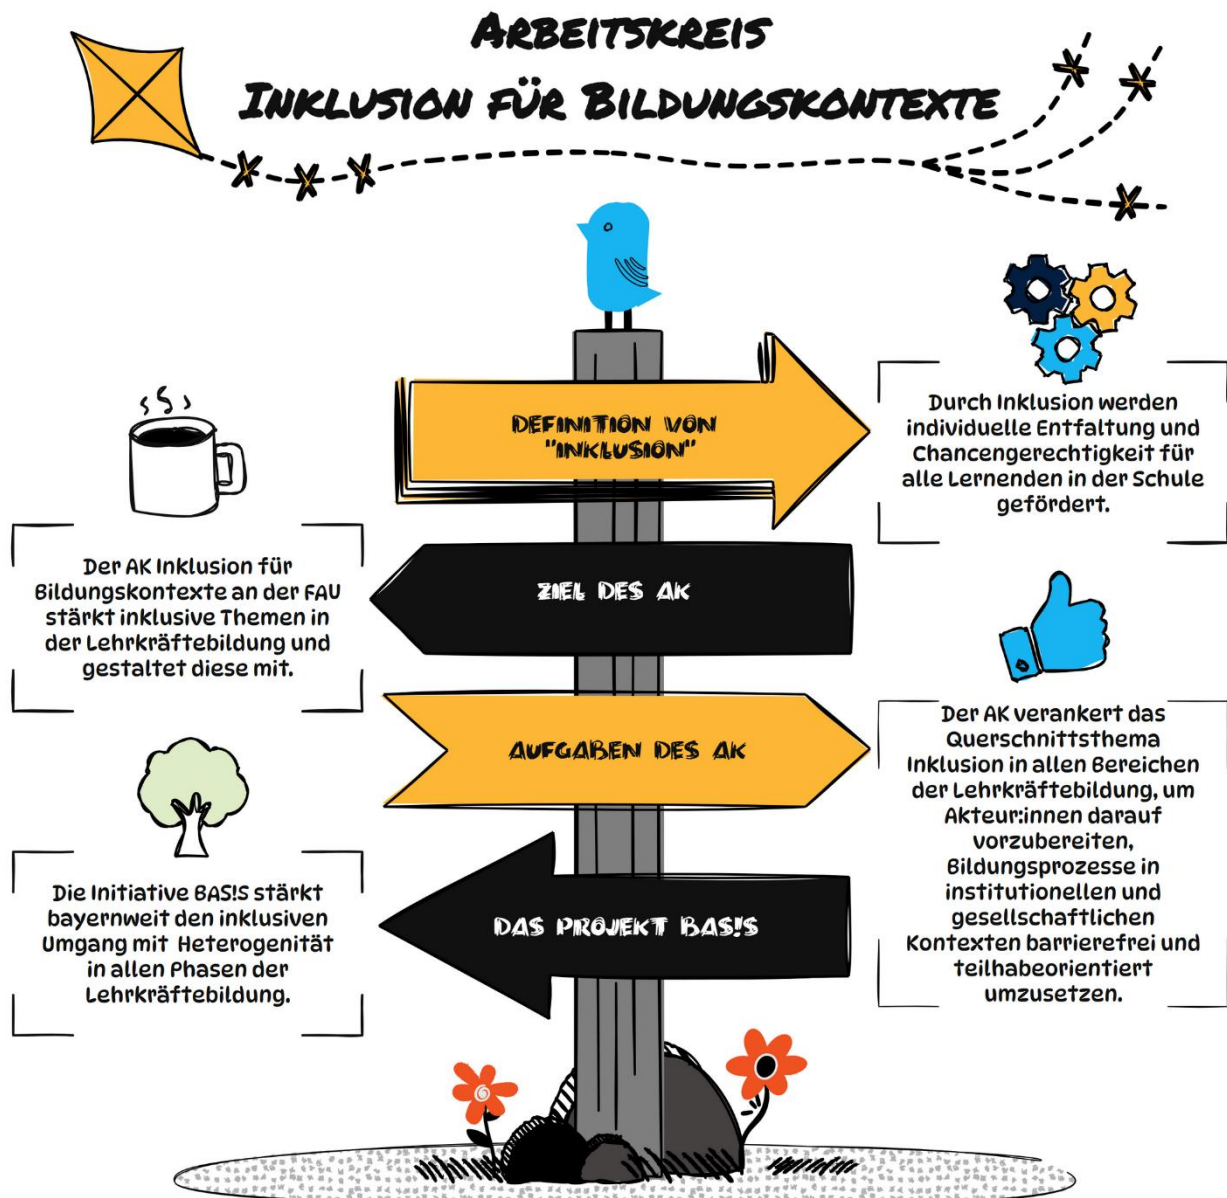 ARBEITSKREIS
INKLUSION FÜR BILDUNGSKONTEXTE
DEFINITION VON
"INKLUSION"
Durch Inklusion werden
individuelle Entfaltung und
Chancengerechtigkeit für
alle Lernenden in der Schule
gefördert.
ZIEL DES AK
Der AK Inklusion für
Bildungskontexte an der FAU
stärkt inklusive Themen in
der Lehrkräftebildung und
gestaltet diese mit.
AUFGABEN DES AK
Der AK verankert das
Querschnittsthema
Inklusion in allen Bereichen
der Lehrkräftebildung, um
Akteur:innen darauf
vorzubereiten,
Bildungsprozesse in
institutionellen und
gesellschaftlichen
Kontexten barrierefrei und
teilhabeorientiert
umzusetzen.
DAS PROJEKT BAS!S
Die Initiative BAS!S stärkt
bayernweit den inklusiven
Umgang mit Heterogenität
in allen Phasen der
Lehrkräftebildung.